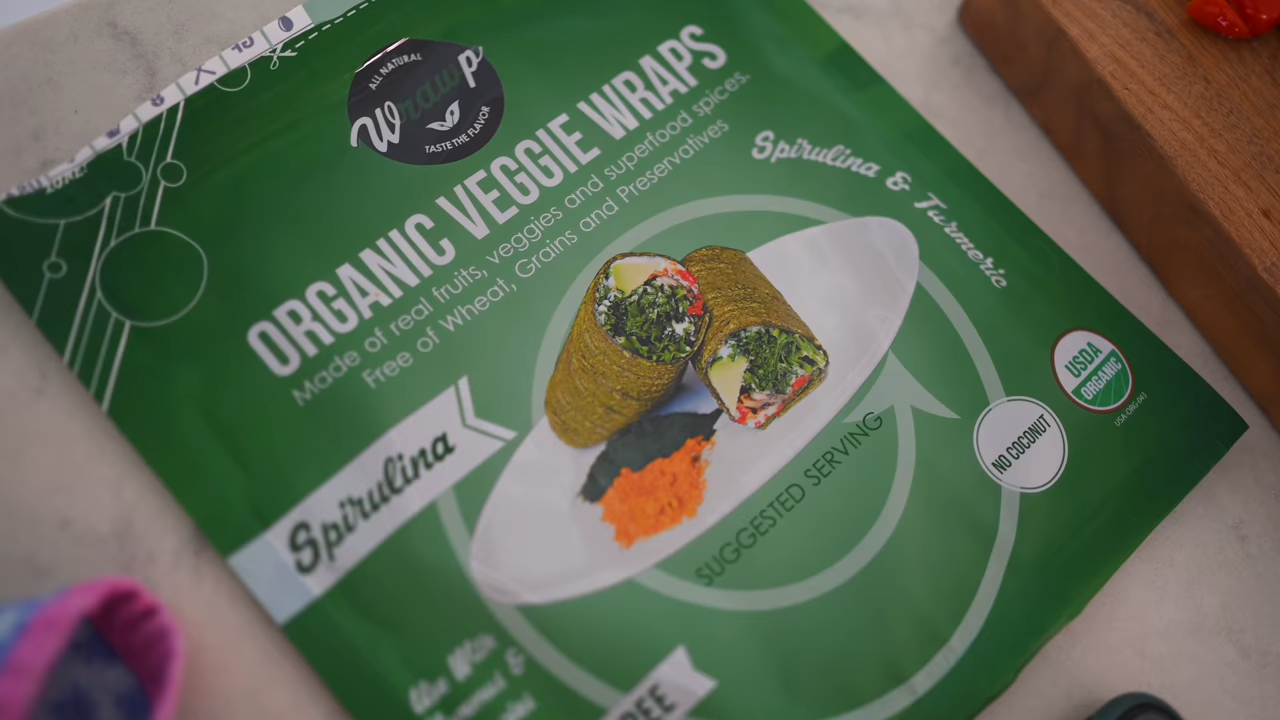 ALL NATURAL
Wrawp
TASTE THE FLAVOR
ORGANIC VEGGIE WRAPS
Made of real fruits, veggies and superfood spices.
Free of Wheat, Grains and Preservatives
Spirulina & Turmeric
Spirulina
SUGGESTED SERVING
NO COCONUT
USDA
ORGANIC